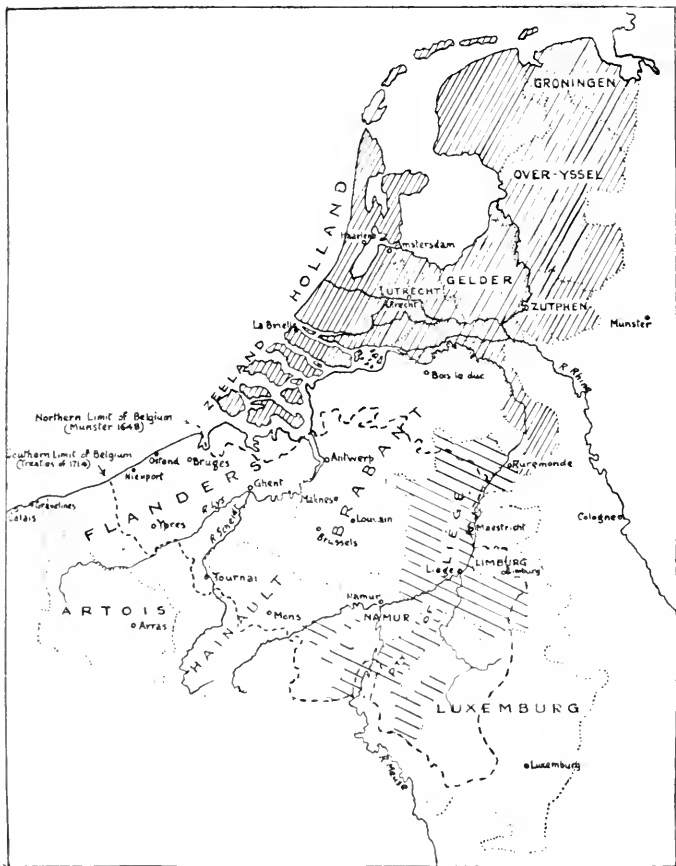 GRONINGEN
OVER-YSSEL
HOLLAND
Haarlem
Amsterdam
GELDER
UTRECHT
Utrecht
ZUTPHEN
Munster
La Brielle
R. Rhine
ZEELAND
Bois le duc
Northern Limit of Belgium
(Munster 1648)
Southern Limit of Belgium
(Treaties of 1714)
Ostend
Bruges
Nieuport
Antwerp
BRABANT
Ruremonde
FLANDERS
Ghent
Malines
Gravelines
Calais
Ypres
R Lys
R. Scheldt
Louvain
Brussels
LIEGE
Maestricht
Cologne
Liege
LIMBURG
Limburg
Tournai
ARTOIS
Arras
HAINAULT
Mons
Namur
NAMUR
LUXEMBURG
Luxemburg
R Meuse